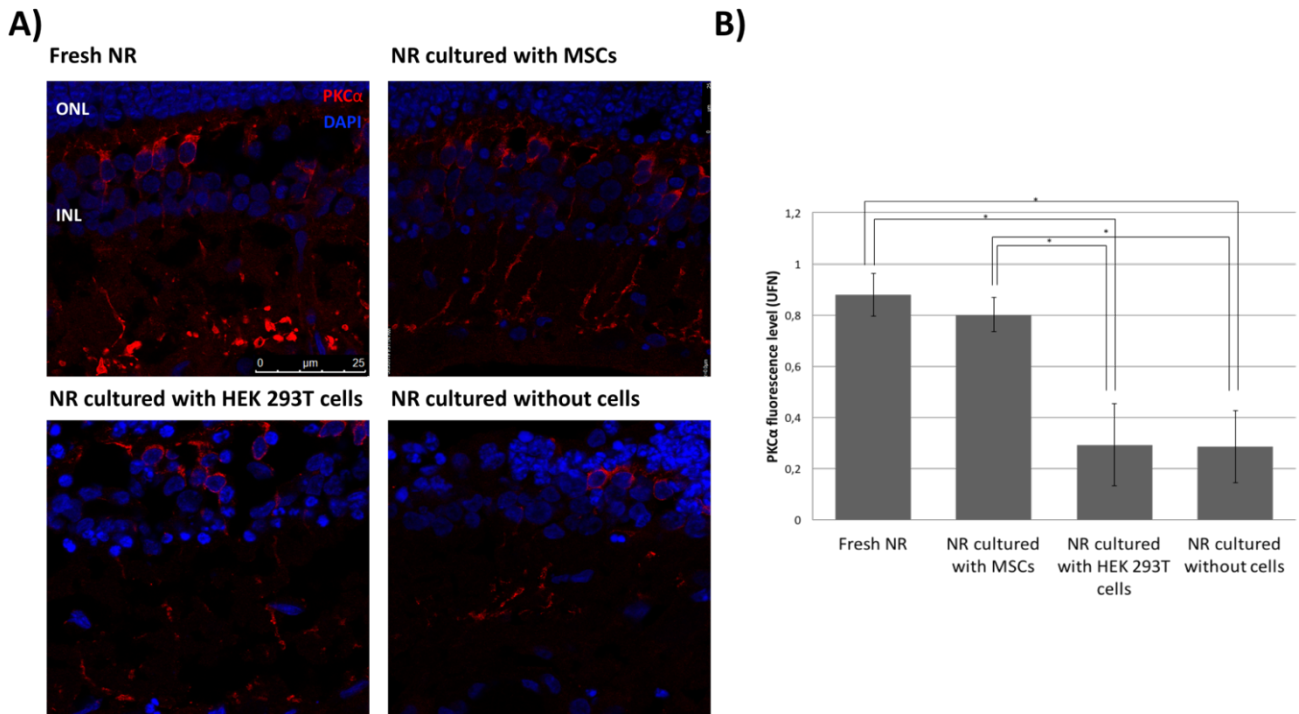 A)
Fresh NR
ONL
PKCα
DAPI
INL
0 µm 25
NR cultured with MSCs
25
NR cultured with HEK 293T cells
NR cultured without cells
B)
PKCα fluorescence level (UFN)
1,2
1
0,8
0,6
0,4
0,2
0
*
*
*
*
Fresh NR
NR cultured
with MSCs
NR cultured
with HEK 293T
cells
NR cultured
without cells